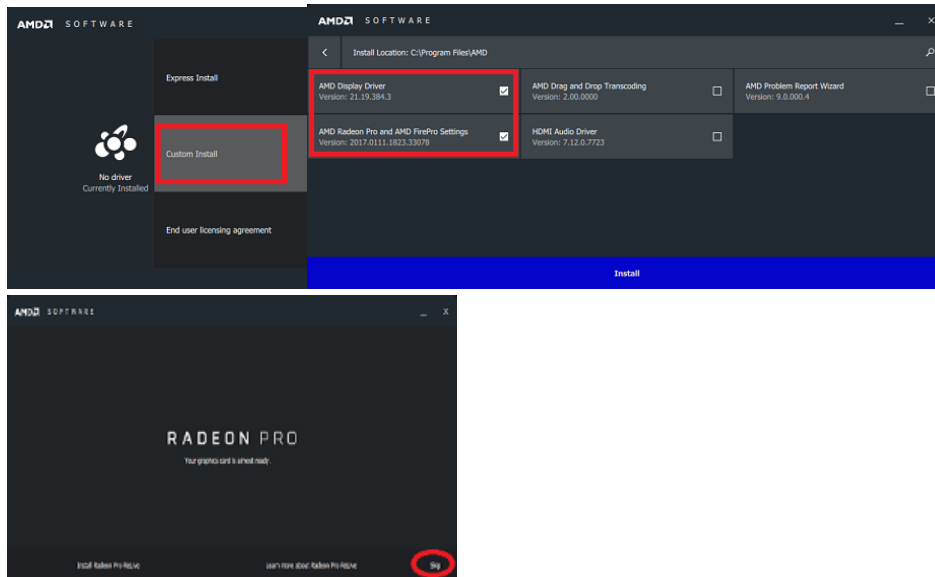 AMD SOFTWARE
Express Install
Custom Install
No driver
Currently Installed
End user licensing agreement
AMD SOFTWARE
Install Location: C:\Program Files\AMD
AMD Display Driver
Version: 21.19.384.3
AMD Drag and Drop Transcoding
Version: 2.00.0000
AMD Problem Report Wizard
Version: 9.0.000.4
AMD Radeon Pro and AMD FirePro Settings
Version: 2017.0111.1823.33078
HDMI Audio Driver
Version: 7.12.0.7723
Install
AMD SOFTWARE
RADEON PRO
Your graphics card is almost ready.
Install Radeon Pro ReLive
Learn more about Radeon Pro ReLive
Skip